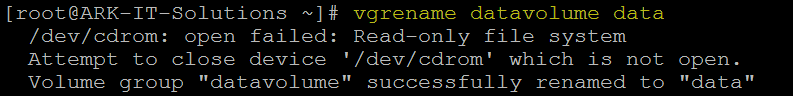 [root@ARK-IT-Solutions ~]# vgrename datavolume data
/dev/cdrom: open failed: Read-only file system
Attempt to close device '/dev/cdrom' which is not open.
Volume group "datavolume" successfully renamed to "data"